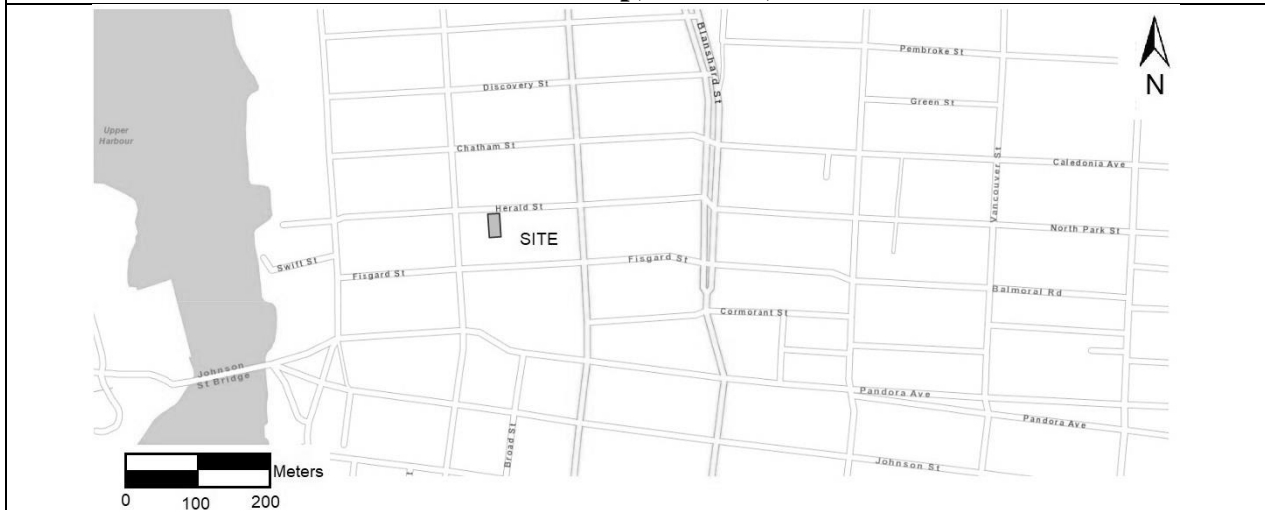 Blanshard St
Pembroke St
N
Discovery St
Green St
Upper
Harbour
Chatham St
Caledonia Ave
Vancouver St
Herald St
North Park St
SITE
Swift St
Fisgard St
Fisgard St
Balmoral Rd
Cormorant St
Johnson
St Bridge
Pandora Ave
Pandora Ave
Broad St
Johnson St
Meters
0 100 200